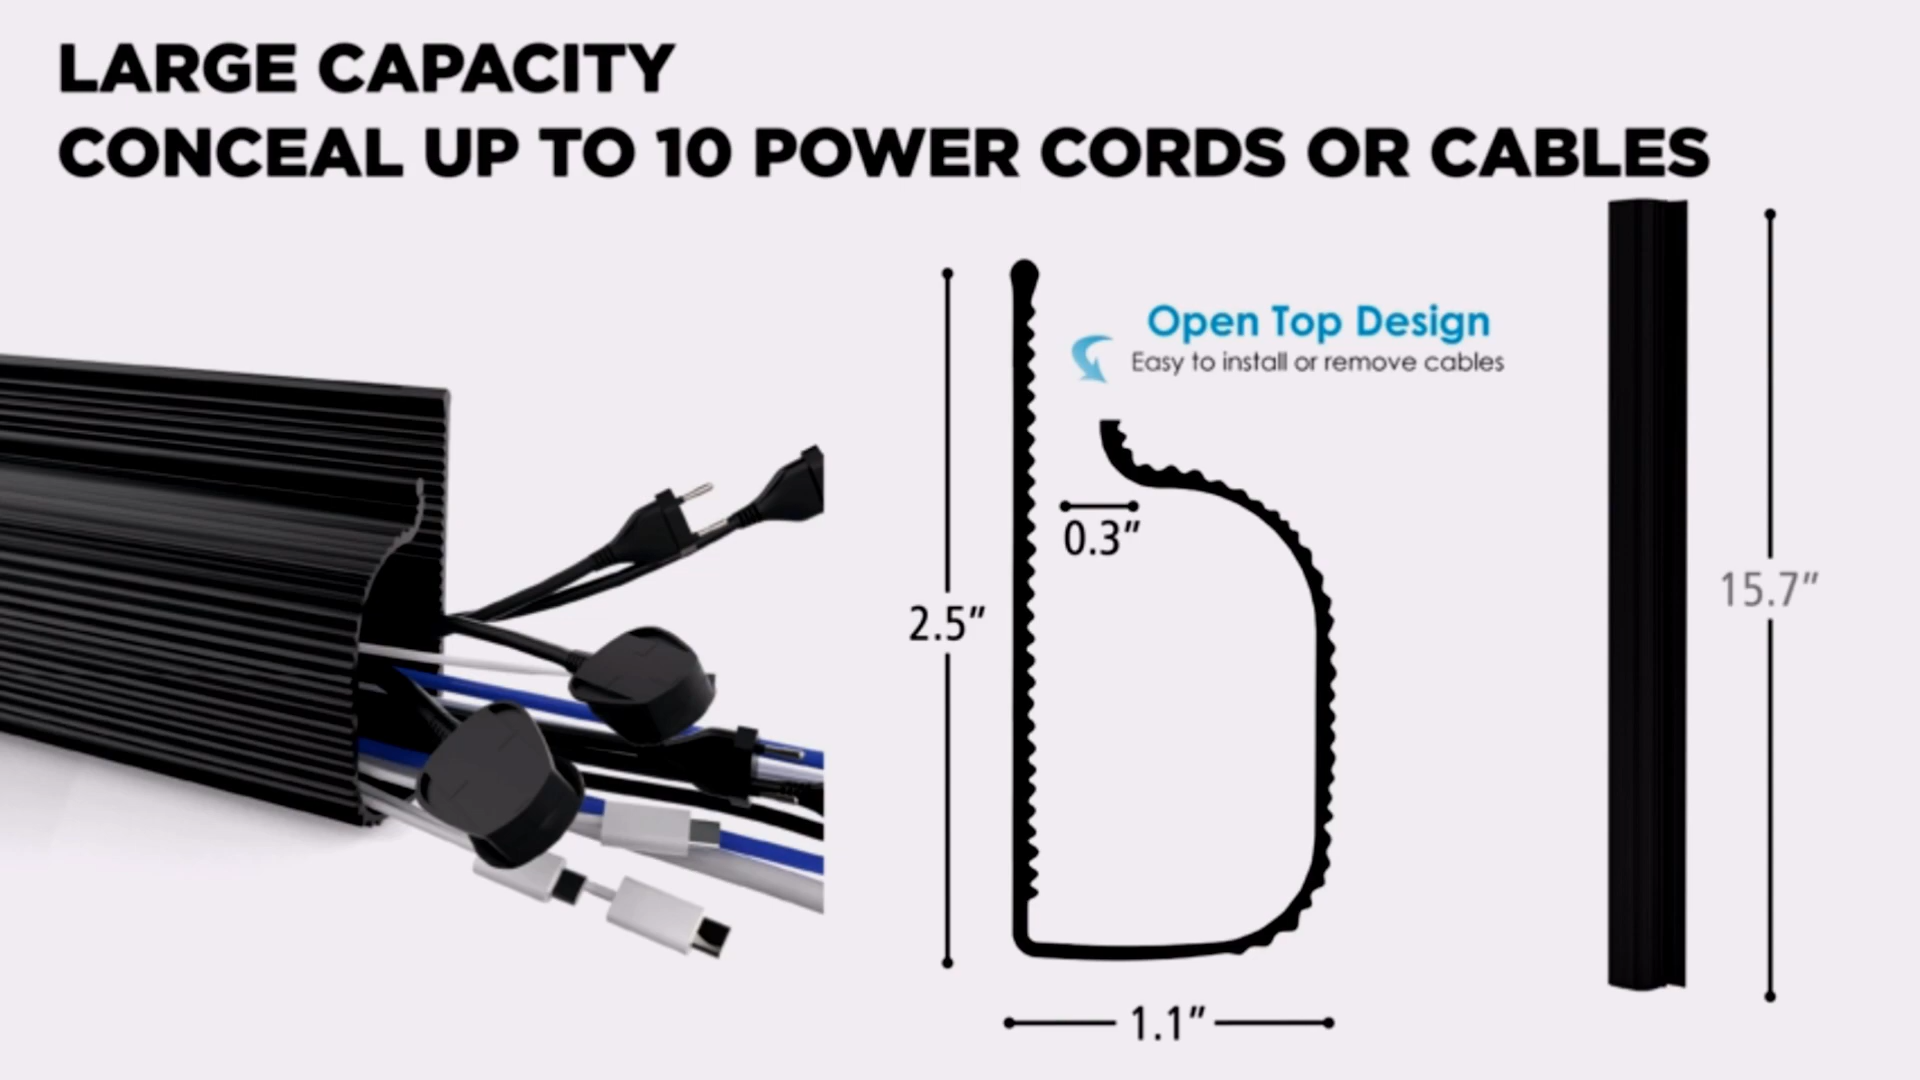 LARGE CAPACITY
CONCEAL UP TO 10 POWER CORDS OR CABLES
Open Top Design
Easy to install or remove cables
0.3”
2.5”
15.7”
1.1”